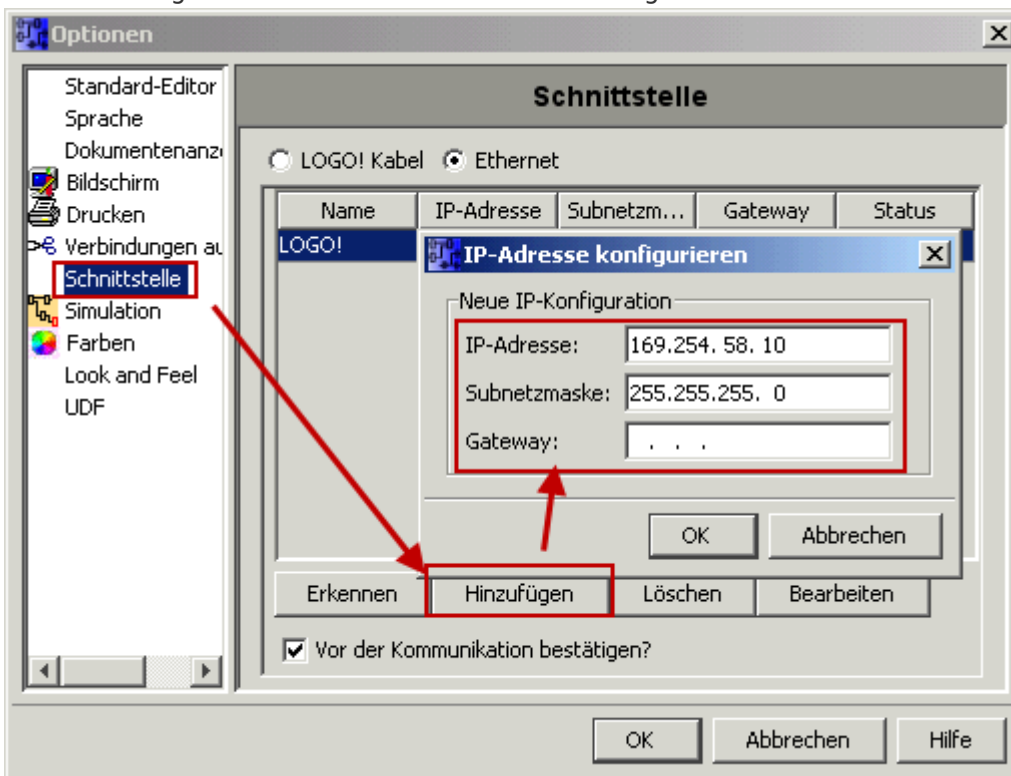 Optionen
Standard-Editor
Sprache
Dokumentenanz
Bildschirm
Drucken
Verbindungen au
Schnittstelle
Simulation
Farben
Look and Feel
UDF
Schnittstelle
LOGO! Kabel Ethernet
Name IP-Adresse Subnetzm... Gateway Status
LOGO!
IP-Adresse konfigurieren
Neue IP-Konfiguration
IP-Adresse: 169.254. 58. 10
Subnetzmaske: 255.255.255. 0
Gateway: . . .
OK Abbrechen
Erkennen Hinzufügen Löschen Bearbeiten
Vor der Kommunikation bestätigen?
OK Abbrechen Hilfe